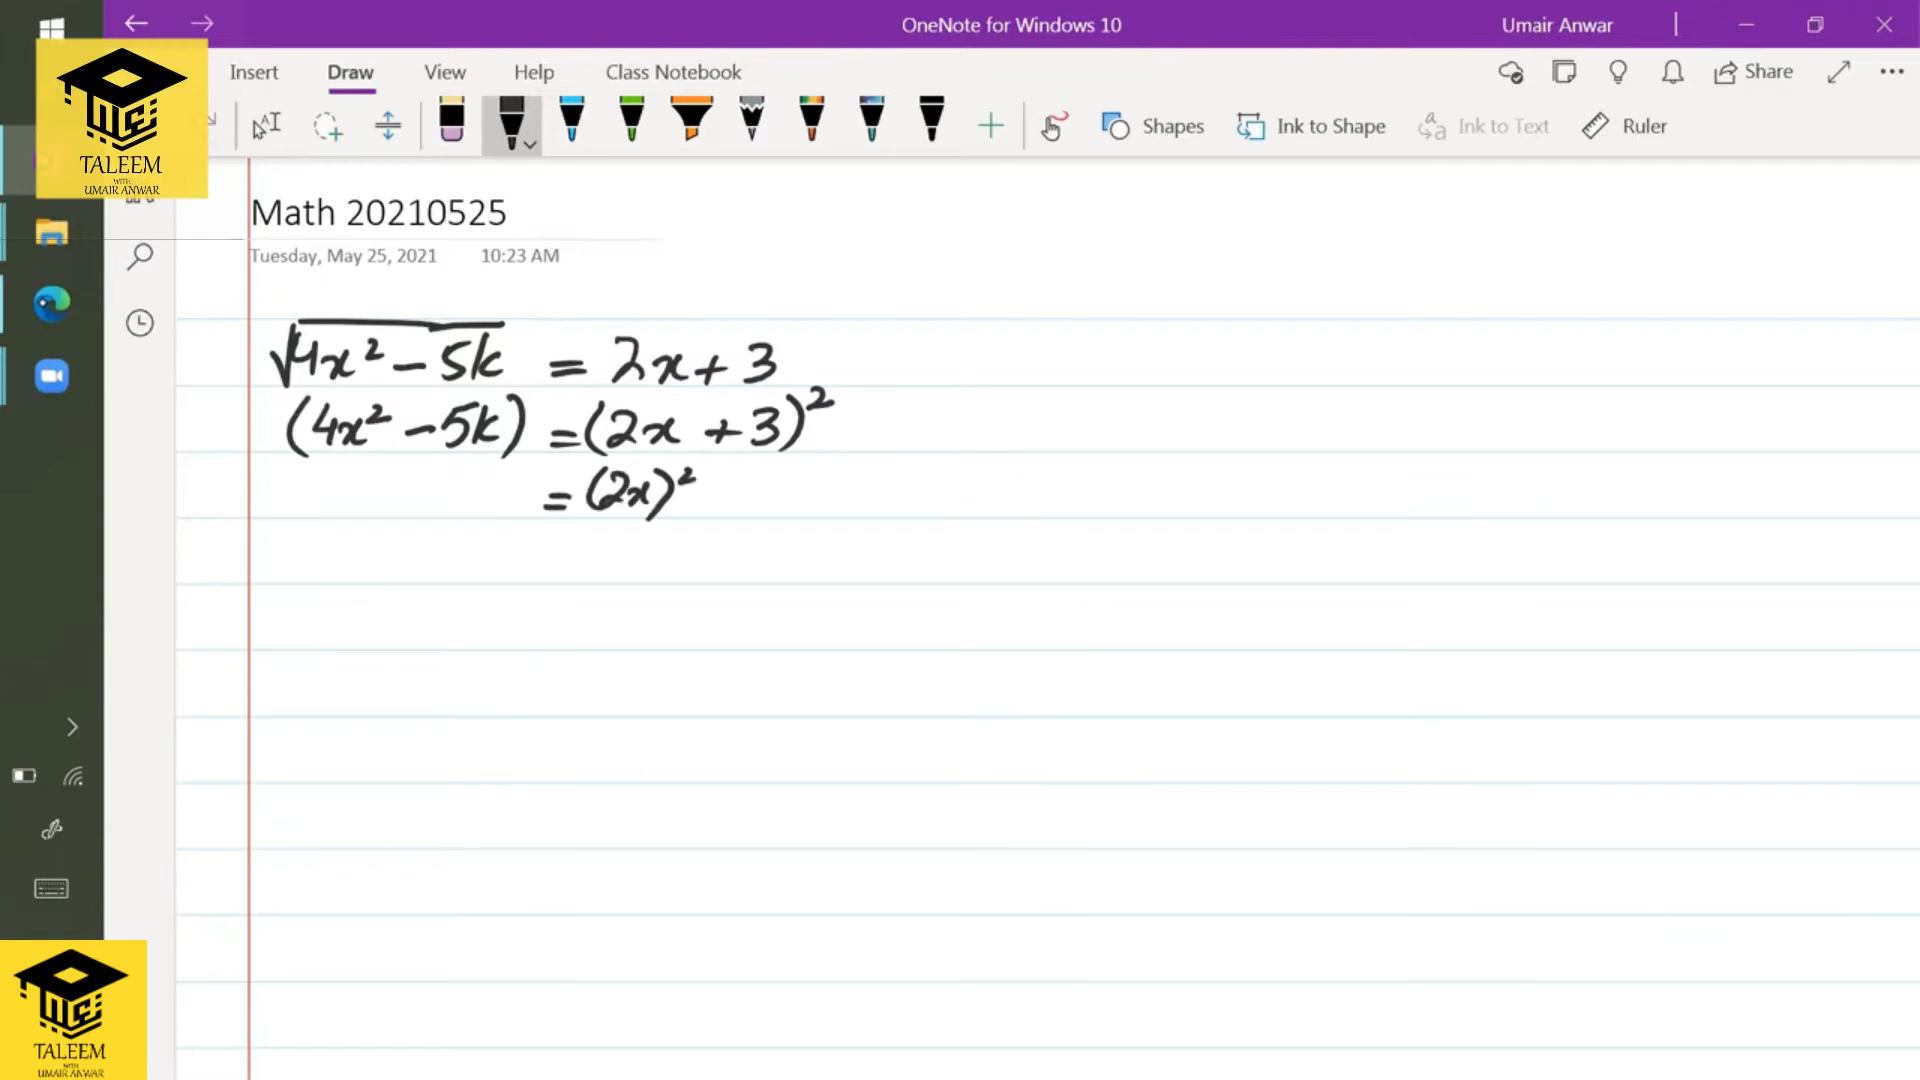 OneNote for Windows 10
Umair Anwar
Insert Draw View Help Class Notebook
Share
Shapes Ink to Shape Ink to Text Ruler
TALEEM
WITH
UMAIR ANWAR
Math 20210525
Tuesday, May 25, 2021 10:23 AM
√4x² - 5k = 2x + 3
(4x² - 5k) = (2x + 3)²
= (2x)²
TALEEM
WITH
UMAIR ANWAR